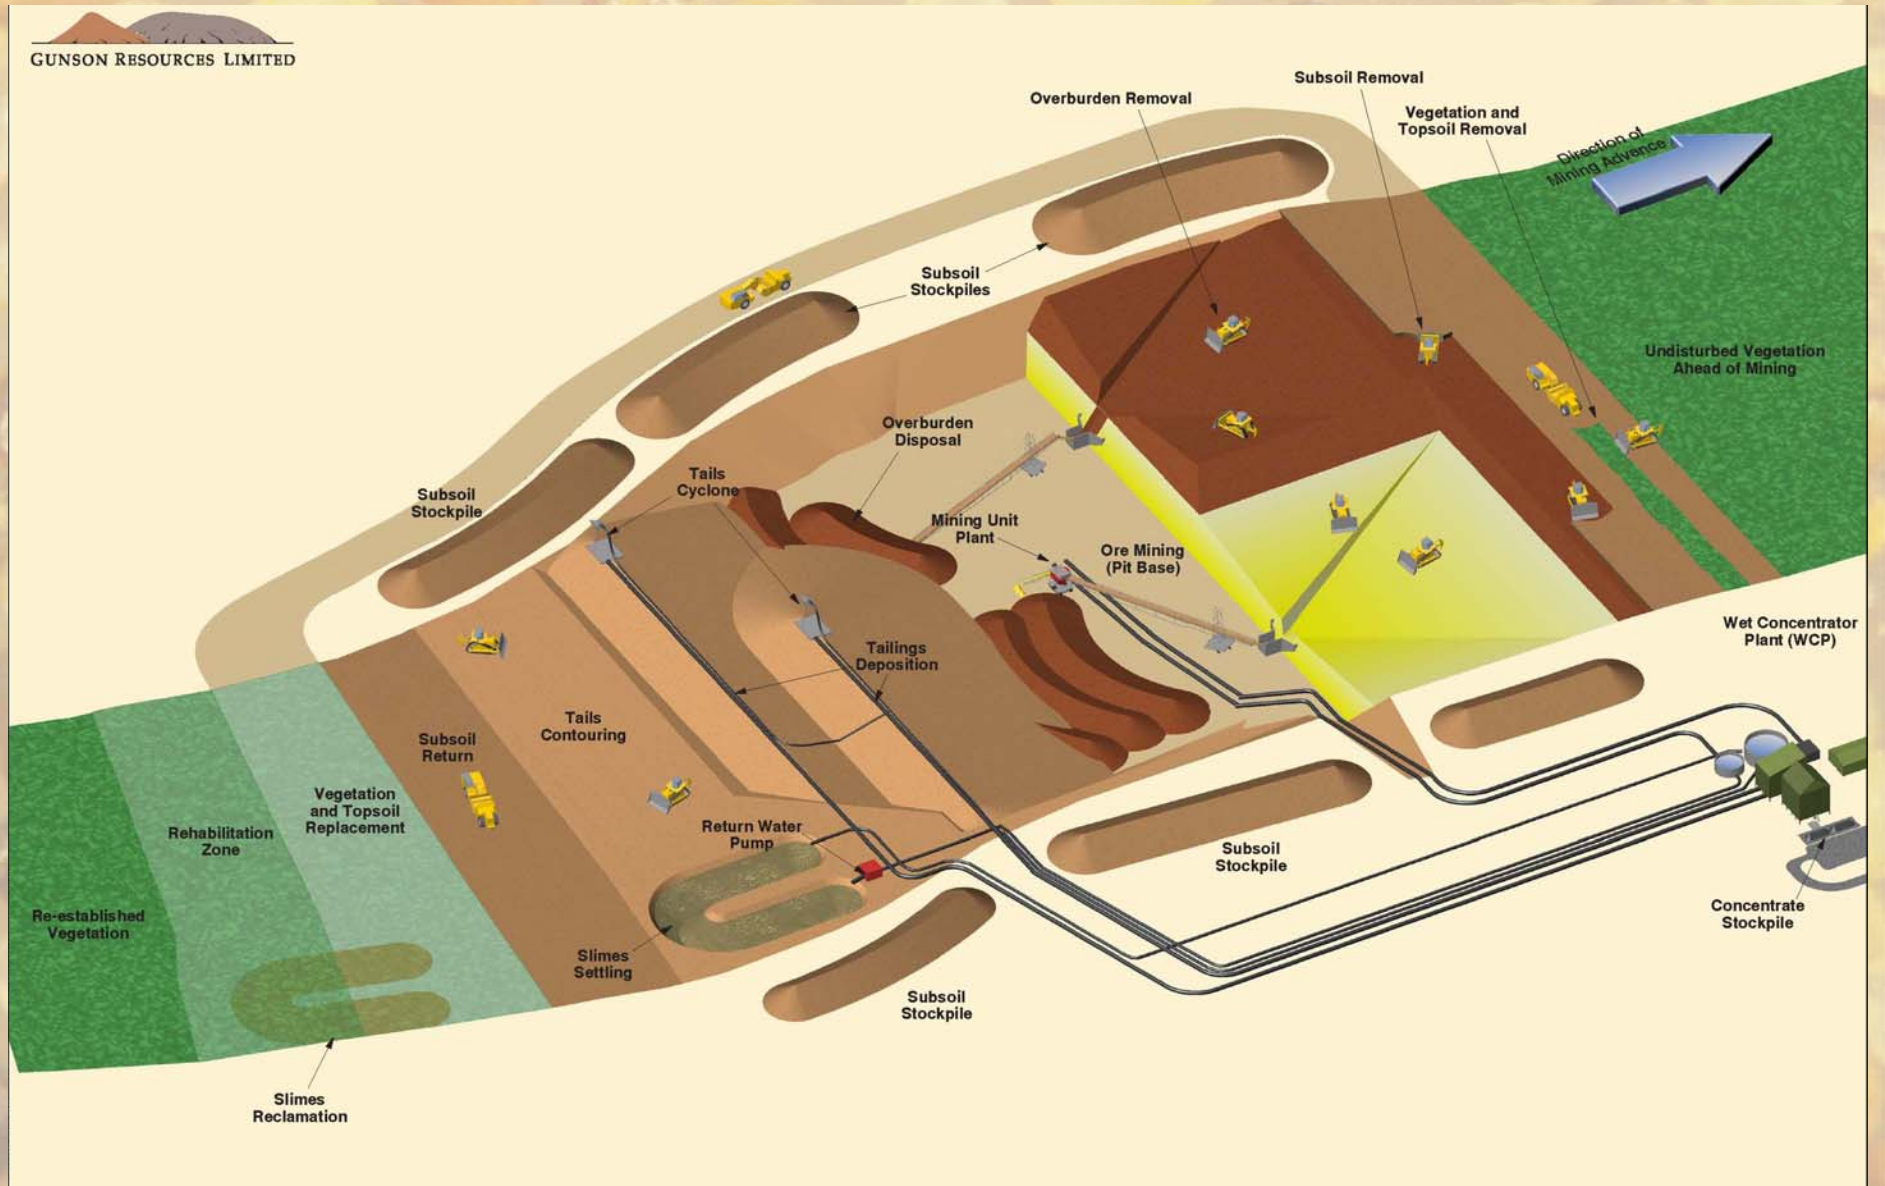 GUNSON RESOURCES LIMITED
Subsoil Removal
Overburden Removal
Vegetation and
Topsoil Removal
Direction of
Mining Advance
Subsoil
Stockpiles
Undisturbed Vegetation
Ahead of Mining
Overburden
Disposal
Tails
Cyclone
Subsoil
Stockpile
Mining Unit
Plant
Ore Mining
(Pit Base)
Wet Concentrator
Plant (WCP)
Tailings
Deposition
Tails
Contouring
Subsoil
Return
Vegetation
and Topsoil
Replacement
Rehabilitation
Zone
Return Water
Pump
Subsoil
Stockpile
Concentrate
Stockpile
Re-established
Vegetation
Slimes
Settling
Subsoil
Stockpile
Slimes
Reclamation